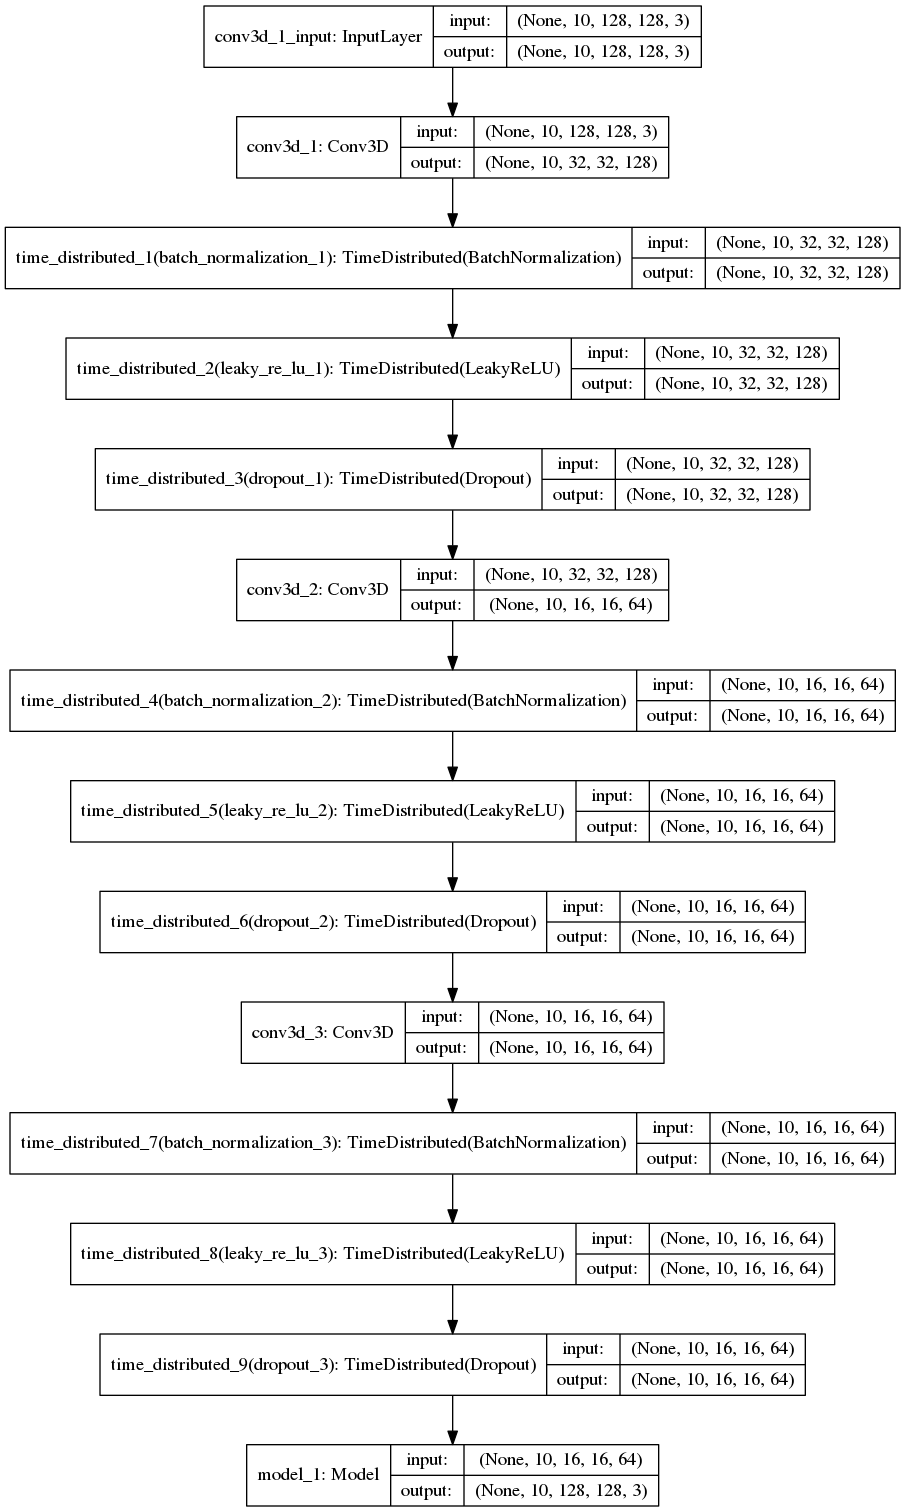 conv3d_1_input: InputLayer
input: (None, 10, 128, 128, 3)
output: (None, 10, 128, 128, 3)
conv3d_1: Conv3D
input: (None, 10, 128, 128, 3)
output: (None, 10, 32, 32, 128)
time_distributed_1(batch_normalization_1): TimeDistributed(BatchNormalization)
input: (None, 10, 32, 32, 128)
output: (None, 10, 32, 32, 128)
time_distributed_2(leaky_re_lu_1): TimeDistributed(LeakyReLU)
input: (None, 10, 32, 32, 128)
output: (None, 10, 32, 32, 128)
time_distributed_3(dropout_1): TimeDistributed(Dropout)
input: (None, 10, 32, 32, 128)
output: (None, 10, 32, 32, 128)
conv3d_2: Conv3D
input: (None, 10, 32, 32, 128)
output: (None, 10, 16, 16, 64)
time_distributed_4(batch_normalization_2): TimeDistributed(BatchNormalization)
input: (None, 10, 16, 16, 64)
output: (None, 10, 16, 16, 64)
time_distributed_5(leaky_re_lu_2): TimeDistributed(LeakyReLU)
input: (None, 10, 16, 16, 64)
output: (None, 10, 16, 16, 64)
time_distributed_6(dropout_2): TimeDistributed(Dropout)
input: (None, 10, 16, 16, 64)
output: (None, 10, 16, 16, 64)
conv3d_3: Conv3D
input: (None, 10, 16, 16, 64)
output: (None, 10, 16, 16, 64)
time_distributed_7(batch_normalization_3): TimeDistributed(BatchNormalization)
input: (None, 10, 16, 16, 64)
output: (None, 10, 16, 16, 64)
time_distributed_8(leaky_re_lu_3): TimeDistributed(LeakyReLU)
input: (None, 10, 16, 16, 64)
output: (None, 10, 16, 16, 64)
time_distributed_9(dropout_3): TimeDistributed(Dropout)
input: (None, 10, 16, 16, 64)
output: (None, 10, 16, 16, 64)
model_1: Model
input: (None, 10, 16, 16, 64)
output: (None, 10, 128, 128, 3)